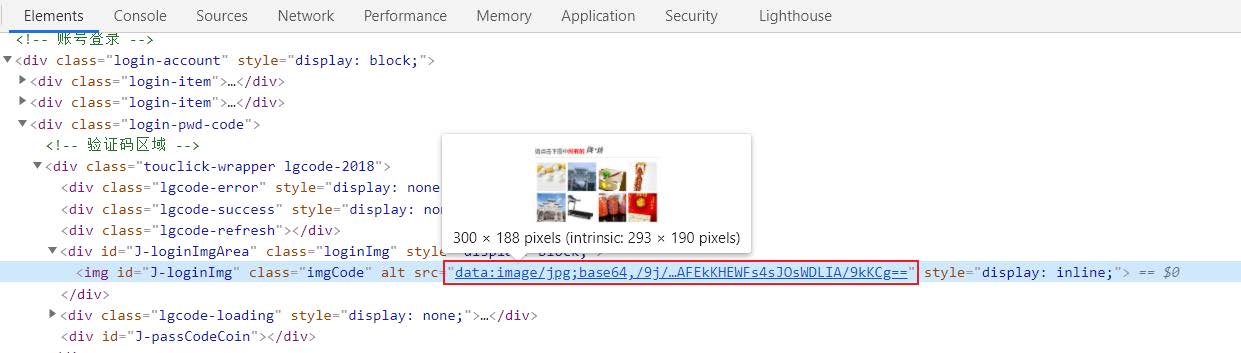 Elements Console Sources Network Performance Memory Application Security Lighthouse
<!-- 账号登录 -->
▼<div class="login-account" style="display: block;">
▶<div class="login-item">…</div>
▶<div class="login-item">…</div>
▼<div class="login-pwd-code">
<!-- 验证码区域 -->
▼<div class="touclick-wrapper lgcode-2018">
<div class="lgcode-error" style="display: none
<div class="lgcode-success" style="display: no
<div class="lgcode-refresh"></div>
请点击下图中所有的
300 × 188 pixels (intrinsic: 293 × 190 pixels)
▼<div id="J-loginImgArea" class="loginImg" style="display: block;">
<img id="J-loginImg" class="imgCode" alt src="data:image/jpg;base64,/9j/…AFEkKHEWFs4sJOsWDLIA/9kKCg==" style="display: inline;"> == $0
</div>
▶<div class="lgcode-loading" style="display: none;">…</div>
<div id="J-passCodeCoin"></div>